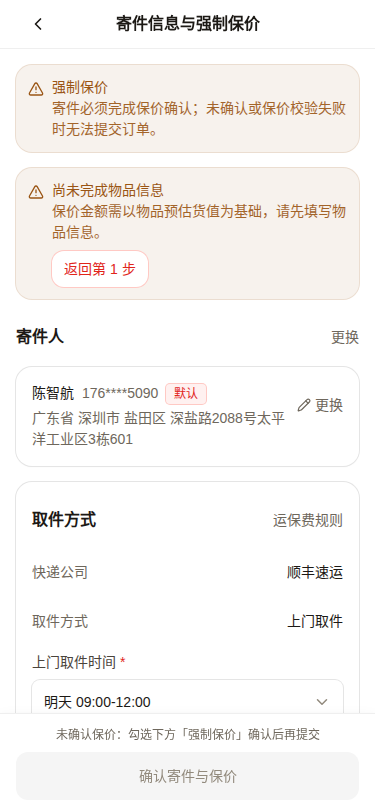 寄件信息与强制保价
强制保价
寄件必须完成保价确认；未确认或保价校验失败
时无法提交订单。
尚未完成物品信息
保价金额需以物品预估货值为基础，请先填写物
品信息。
返回第 1 步
寄件人
更换
陈智航 176****5090 默认
更换
广东省 深圳市 盐田区 深盐路2088号太平
洋工业区3栋601
取件方式
运保费规则
快递公司
顺丰速运
取件方式
上门取件
上门取件时间 *
明天 09:00-12:00
未确认保价：勾选下方「强制保价」确认后再提交
确认寄件与保价